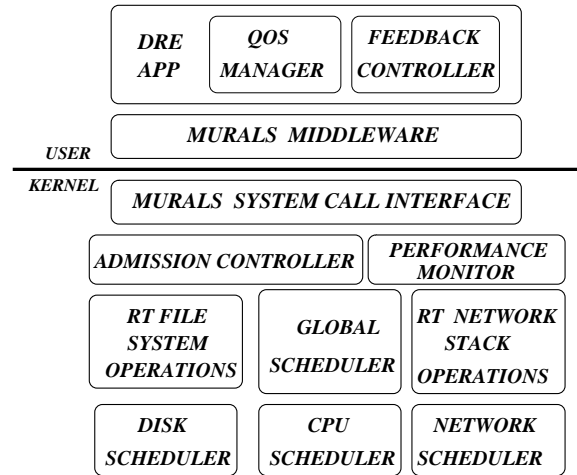 DRE
APP
QOS
MANAGER
FEEDBACK
CONTROLLER
MURALS MIDDLEWARE
USER
KERNEL
MURALS SYSTEM CALL INTERFACE
ADMISSION CONTROLLER
PERFORMANCE
MONITOR
RT FILE
SYSTEM
OPERATIONS
GLOBAL
SCHEDULER
RT NETWORK
STACK
OPERATIONS
DISK
SCHEDULER
CPU
SCHEDULER
NETWORK
SCHEDULER